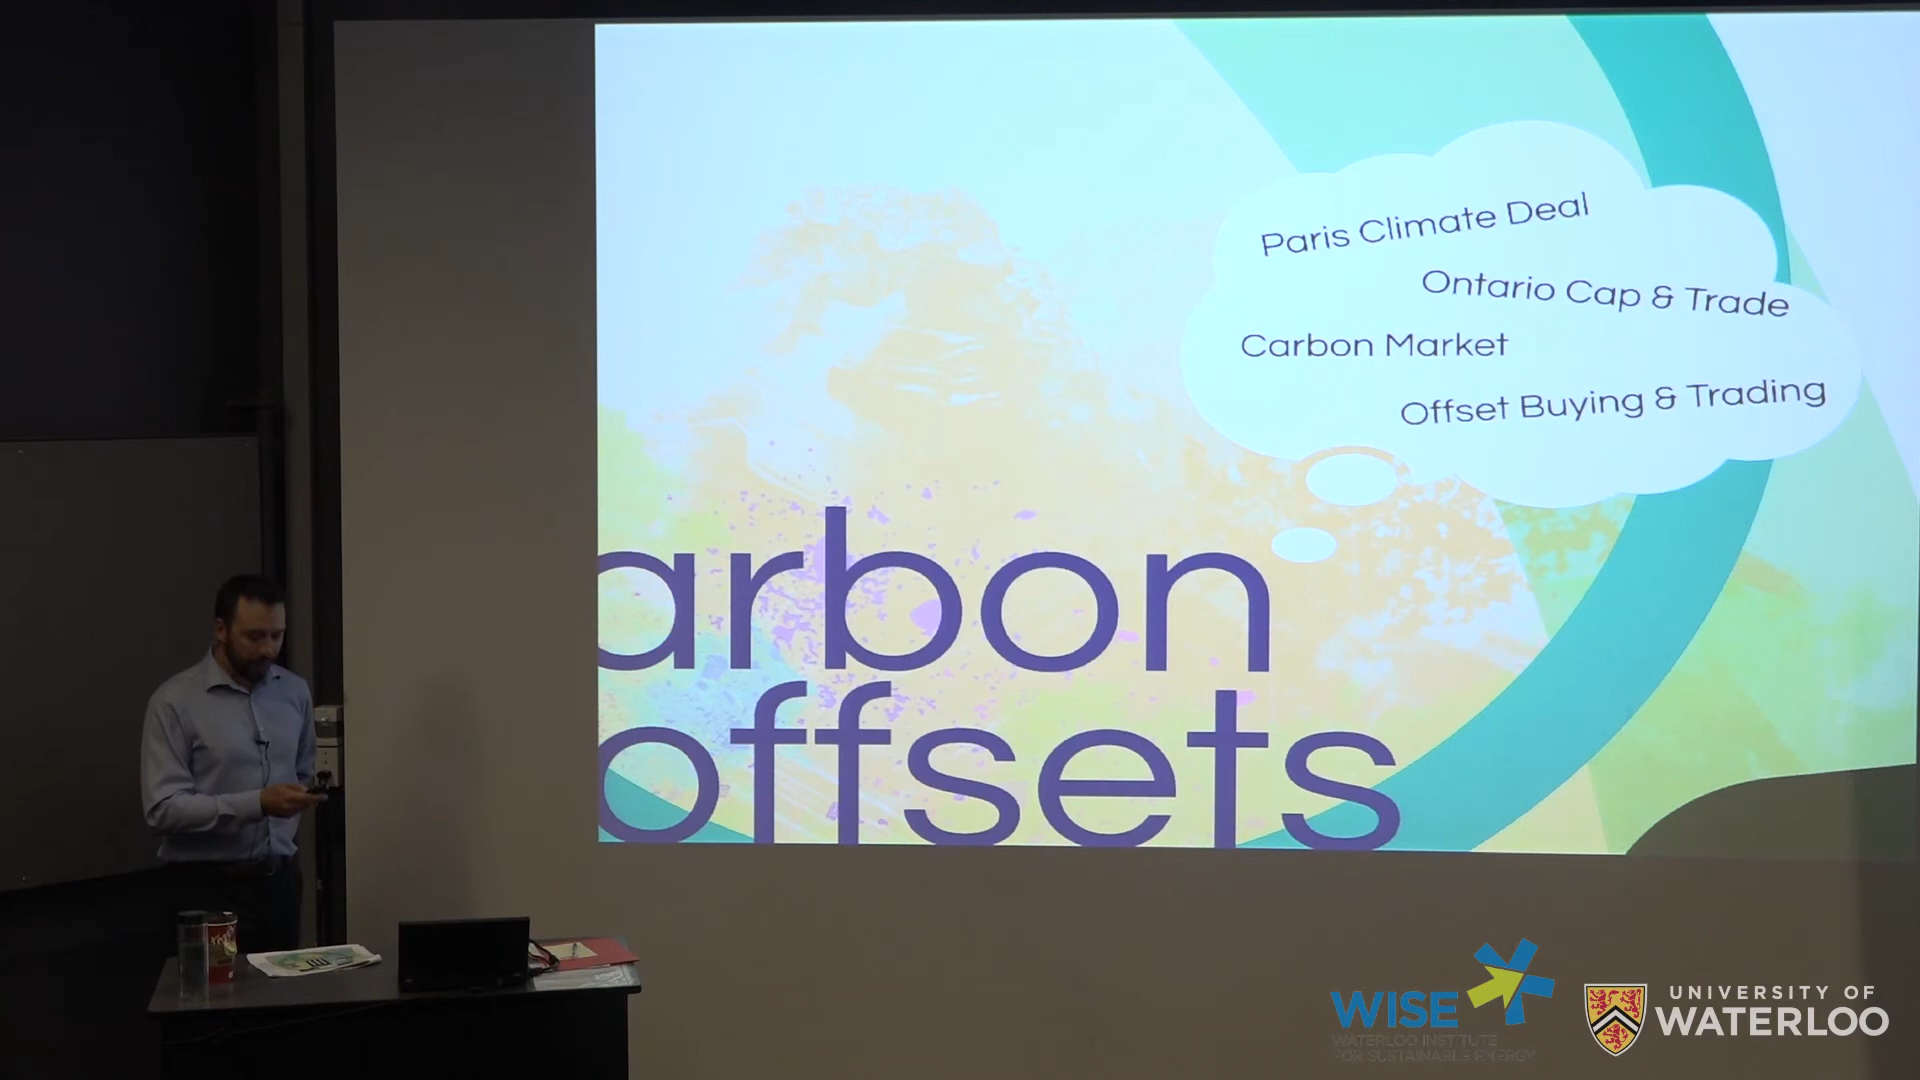 Paris Climate Deal
Ontario Cap & Trade
Carbon Market
Offset Buying & Trading
arbon
offsets
WISE
WATERLOO INSTITUTE
FOR SUSTAINABLE ENERGY
UNIVERSITY OF
WATERLOO